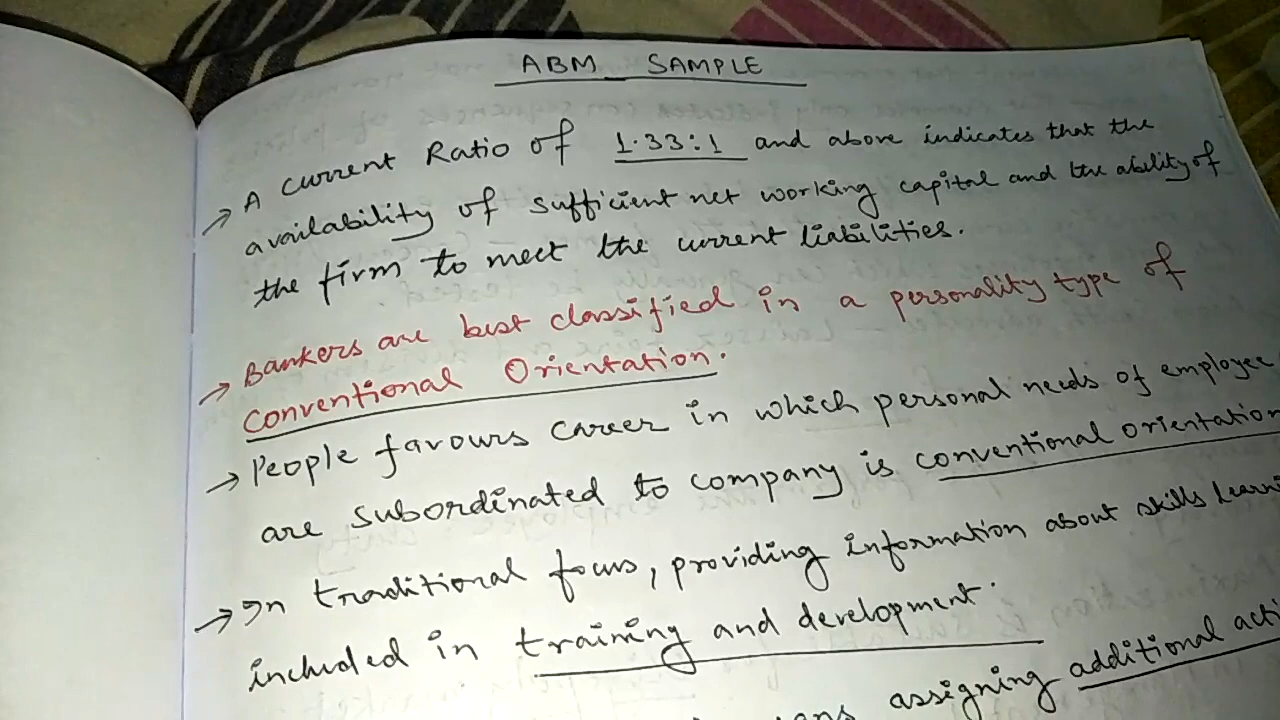 ABM SAMPLE
→ A current Ratio of 1.33:1 and above indicates that the
availability of sufficient net working capital and the ability of
the firm to meet the current liabilities.
→ Bankers are best classified in a personality type of
Conventional Orientation.
→ People favours career in which personal needs of employee
are subordinated to company is conventional orientation
→ In traditional focus, providing information about skills learni
included in training and development.
assigning additional acti